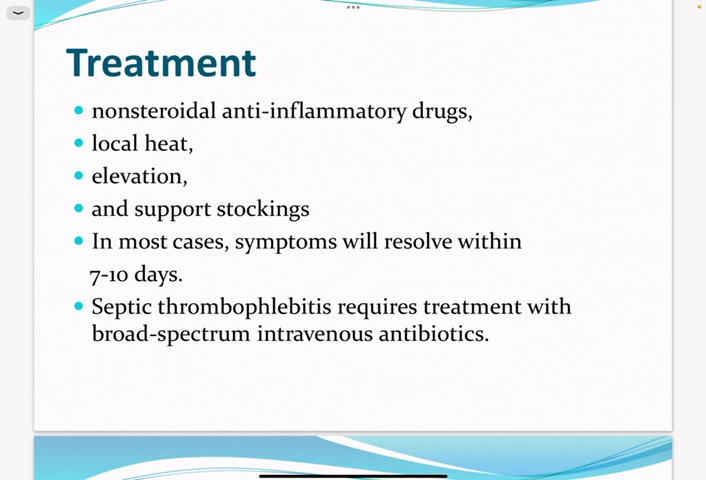 Treatment
nonsteroidal anti-inflammatory drugs,
local heat,
elevation,
and support stockings
In most cases, symptoms will resolve within
7-10 days.
Septic thrombophlebitis requires treatment with
broad-spectrum intravenous antibiotics.